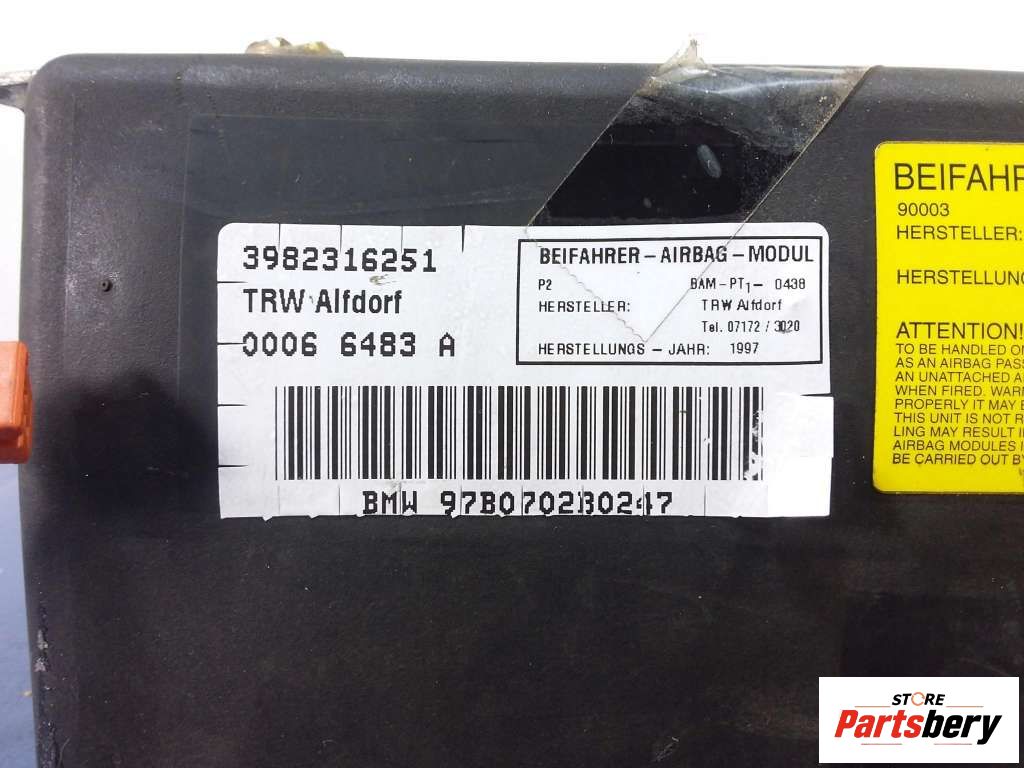 3982316251
TRW Alfdorf
0006 6483 A
BEIFAHRER - AIRBAG - MODUL
P2 BAM - PT1 - 0438
HERSTELLER: TRW Alfdorf
Tel. 07172 / 3020
HERSTELLUNGS - JAHR: 1997
BMW 97B0702B0247
BEIFAHR
90003
HERSTELLER:
HERSTELLUNG
ATTENTION!
TO BE HANDLED ON
AS AN AIRBAG PAS
AN UNATTACHED A
WHEN FIRED. WAR
PROPERLY IT MAY
THIS UNIT IS NOT R
LING MAY RESULT I
AIRBAG MODULES
BE CARRIED OUT BY
STORE
Partsbery